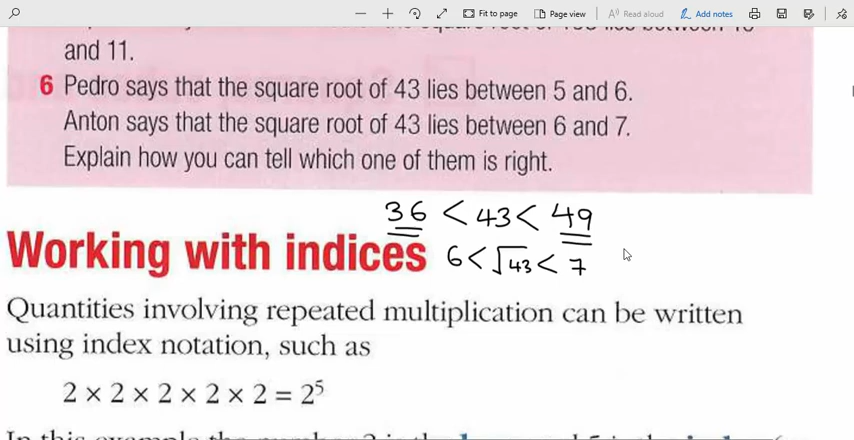 Fit to page Page view Read aloud Add notes
and 11.
6 Pedro says that the square root of 43 lies between 5 and 6.
Anton says that the square root of 43 lies between 6 and 7.
Explain how you can tell which one of them is right.
36 < 43 < 49
Working with indices 6 < √43 < 7
Quantities involving repeated multiplication can be written
using index notation, such as
2 × 2 × 2 × 2 × 2 = 2⁵